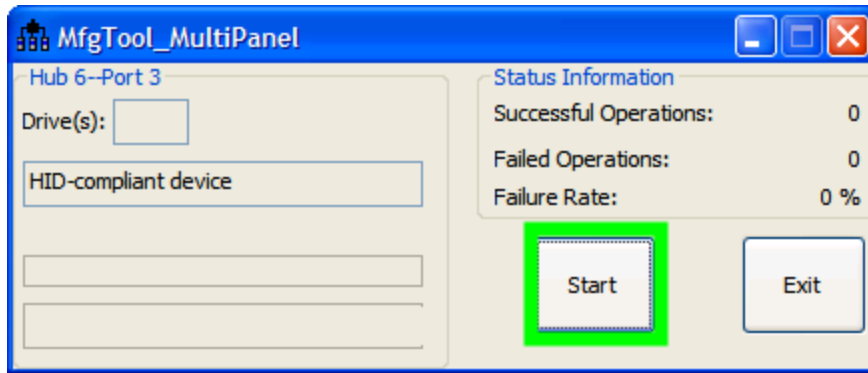 MfgTool_MultiPanel
Hub 6--Port 3
Drive(s):
HID-compliant device
Status Information
Successful Operations: 0
Failed Operations: 0
Failure Rate: 0 %
Start
Exit